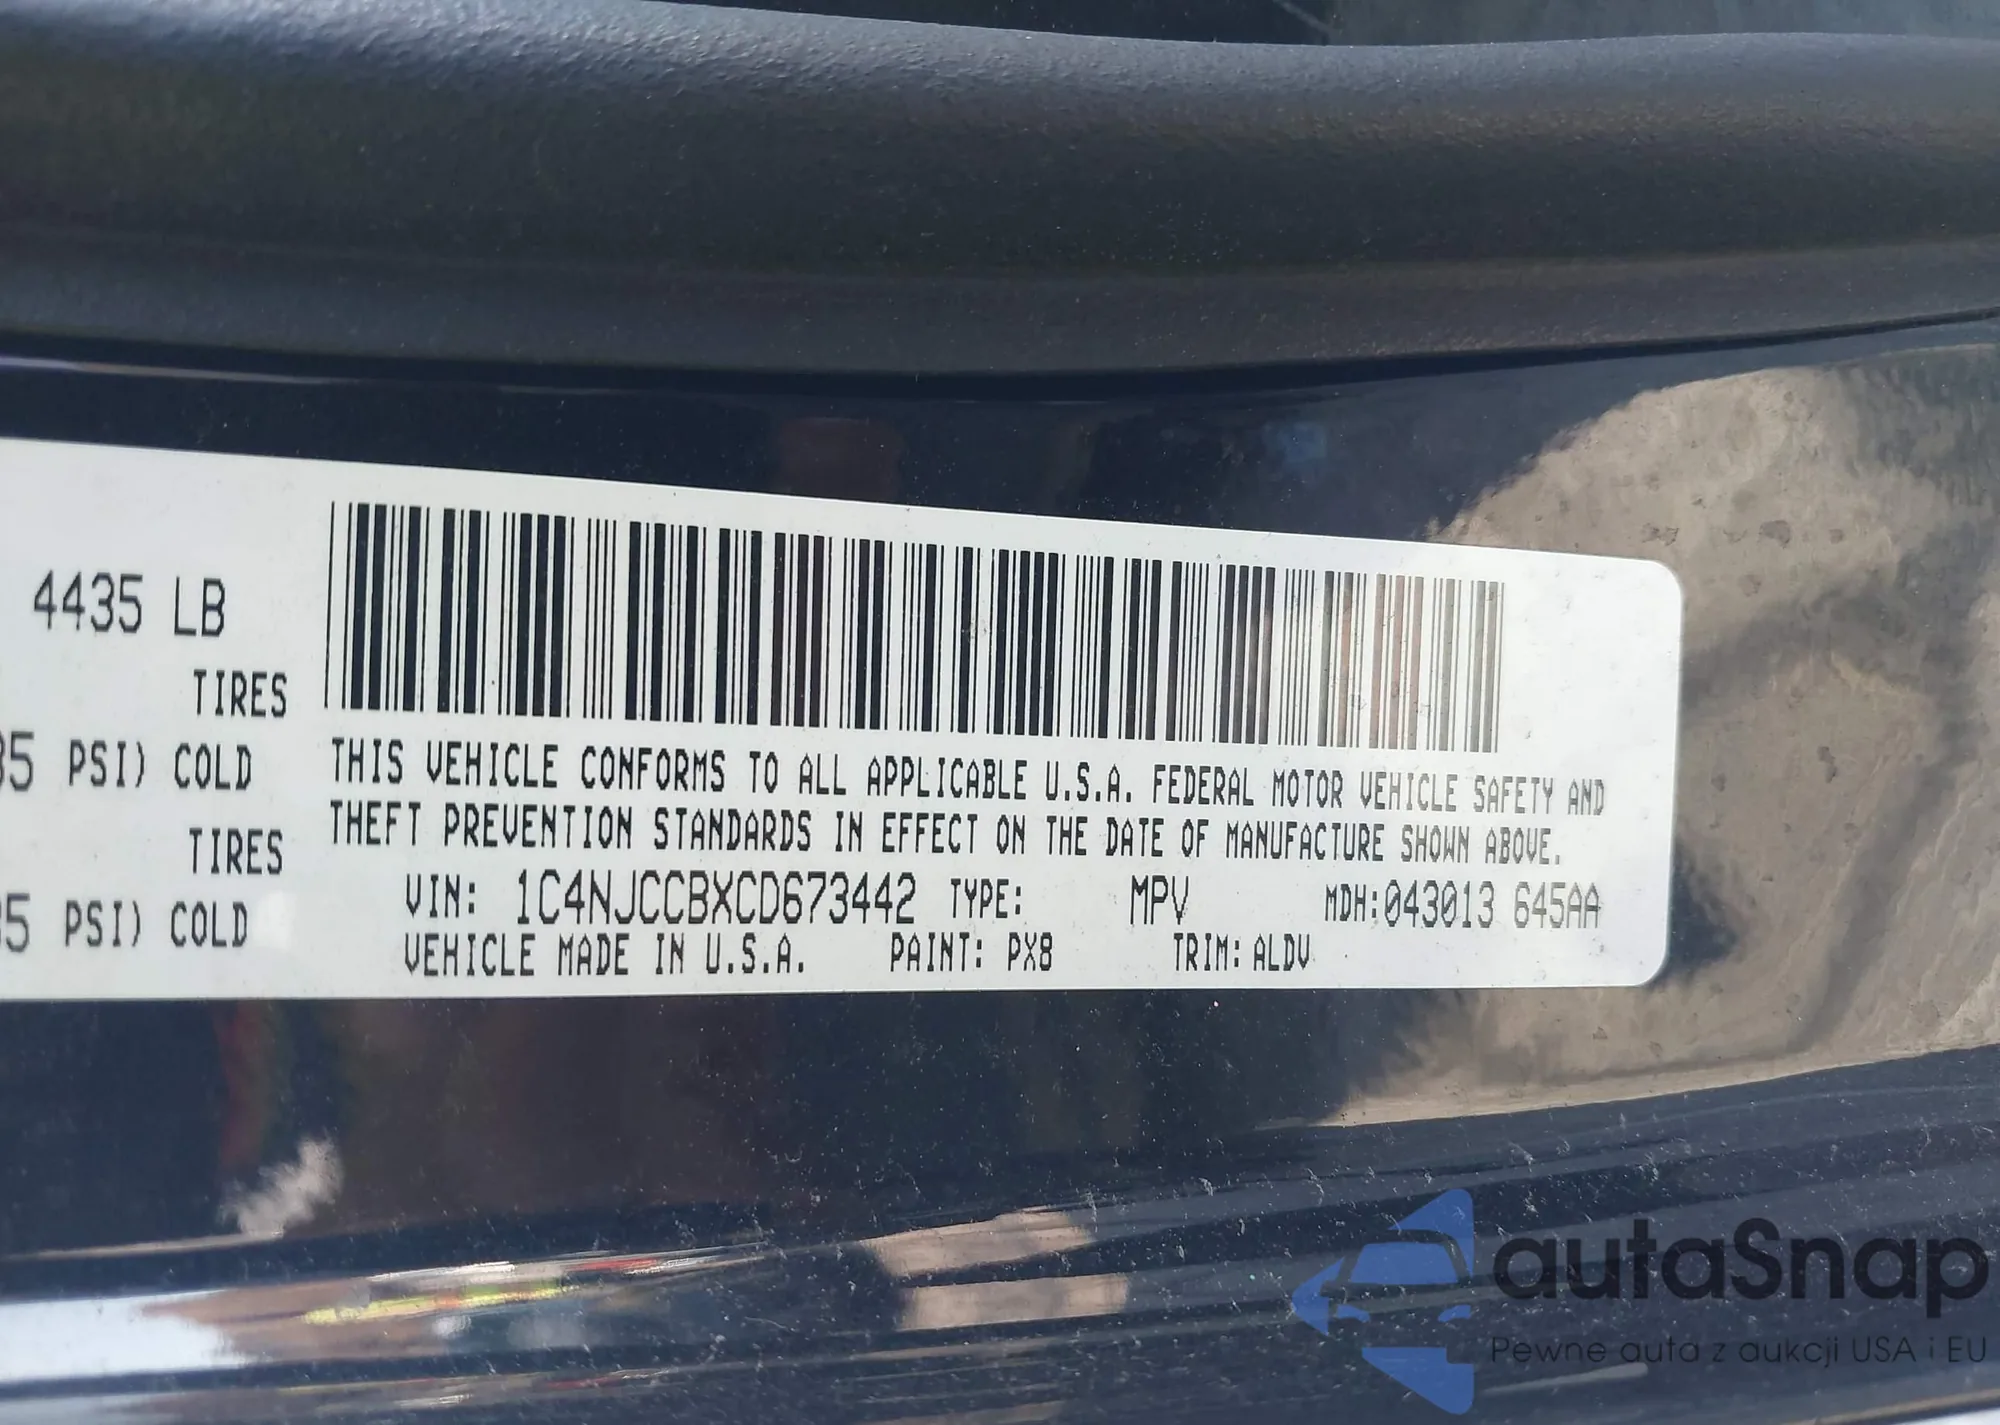 4435 LB
TIRES
35 PSI) COLD
TIRES
35 PSI) COLD
THIS VEHICLE CONFORMS TO ALL APPLICABLE U.S.A. FEDERAL MOTOR VEHICLE SAFETY AND
THEFT PREVENTION STANDARDS IN EFFECT ON THE DATE OF MANUFACTURE SHOWN ABOVE.
VIN: 1C4NJCCBXCD673442 TYPE: MPV MDH:043013 645AA
VEHICLE MADE IN U.S.A. PAINT: PX8 TRIM: ALDV
autaSnap
Pewne auta z aukcji USA i EU